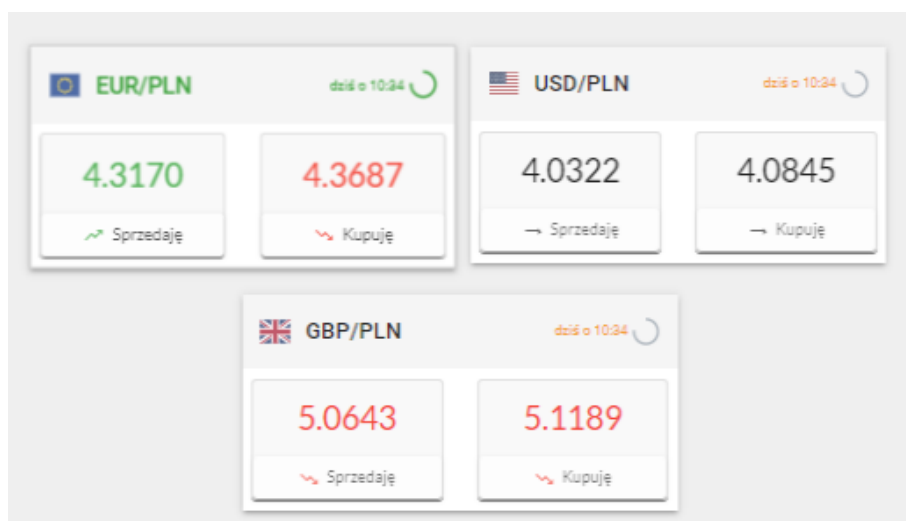 EUR/PLN dziś o 10:34
USD/PLN dziś o 10:34
4.3170 4.3687
4.0322 4.0845
Sprzedaję Kupuję
Sprzedaję Kupuję
GBP/PLN dziś o 10:34
5.0643 5.1189
Sprzedaję Kupuję